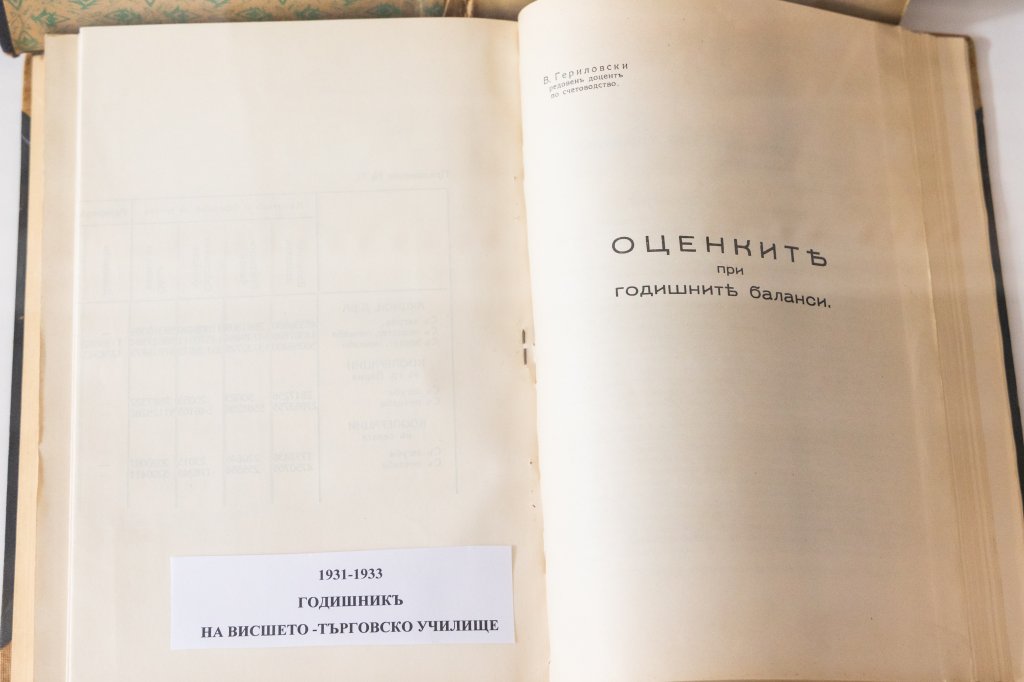 1931-1933
ГОДИШНИКЪ
НА ВИСШЕТО -ТЪРГОВСКО УЧИЛИЩЕ
В. Гериловски
редовенъ доцентъ
по счетоводство.
ОЦЕНКИТѢ
при
годишнитѣ баланси.